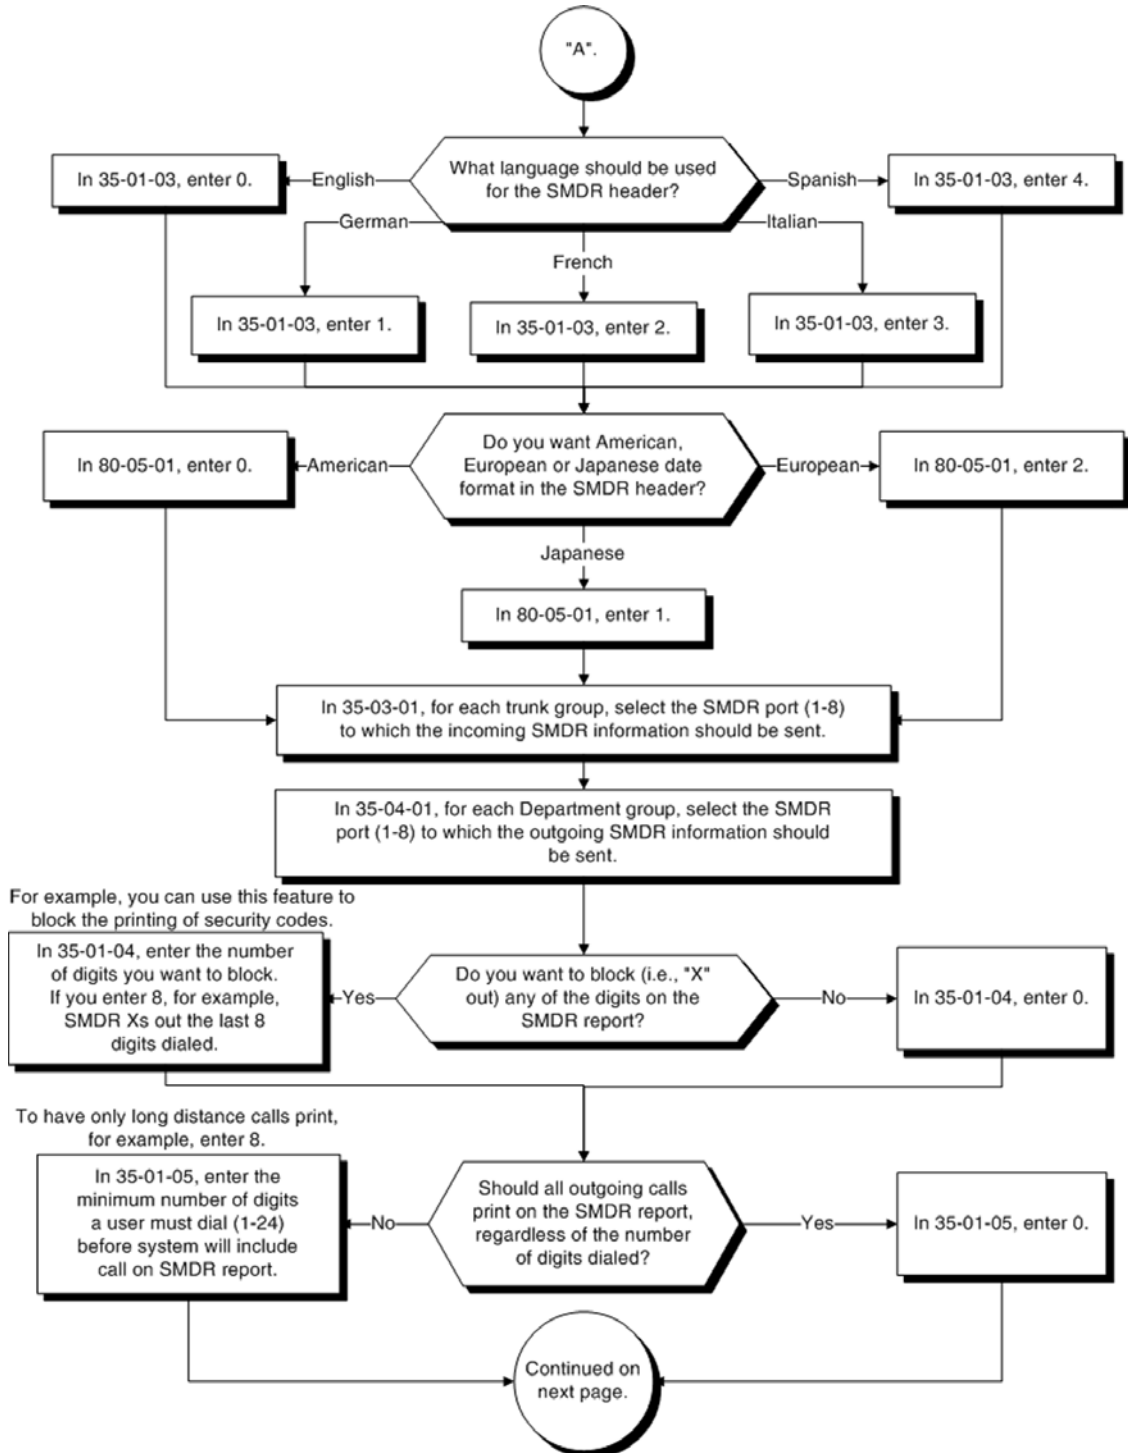 "A".
What language should be used
for the SMDR header?
English
In 35-01-03, enter 0.
Spanish
In 35-01-03, enter 4.
German
Italian
French
In 35-01-03, enter 1.
In 35-01-03, enter 2.
In 35-01-03, enter 3.
Do you want American,
European or Japanese date
format in the SMDR header?
American
In 80-05-01, enter 0.
European
In 80-05-01, enter 2.
Japanese
In 80-05-01, enter 1.
In 35-03-01, for each trunk group, select the SMDR port (1-8)
to which the incoming SMDR information should be sent.
In 35-04-01, for each Department group, select the SMDR
port (1-8) to which the outgoing SMDR information should
be sent.
For example, you can use this feature to
block the printing of security codes.
In 35-01-04, enter the number
of digits you want to block.
If you enter 8, for example,
SMDR Xs out the last 8
digits dialed.
Yes
Do you want to block (i.e., "X"
out) any of the digits on the
SMDR report?
No
In 35-01-04, enter 0.
To have only long distance calls print,
for example, enter 8.
In 35-01-05, enter the
minimum number of digits
a user must dial (1-24)
before system will include
call on SMDR report.
No
Should all outgoing calls
print on the SMDR report,
regardless of the number
of digits dialed?
Yes
In 35-01-05, enter 0.
Continued on
next page.